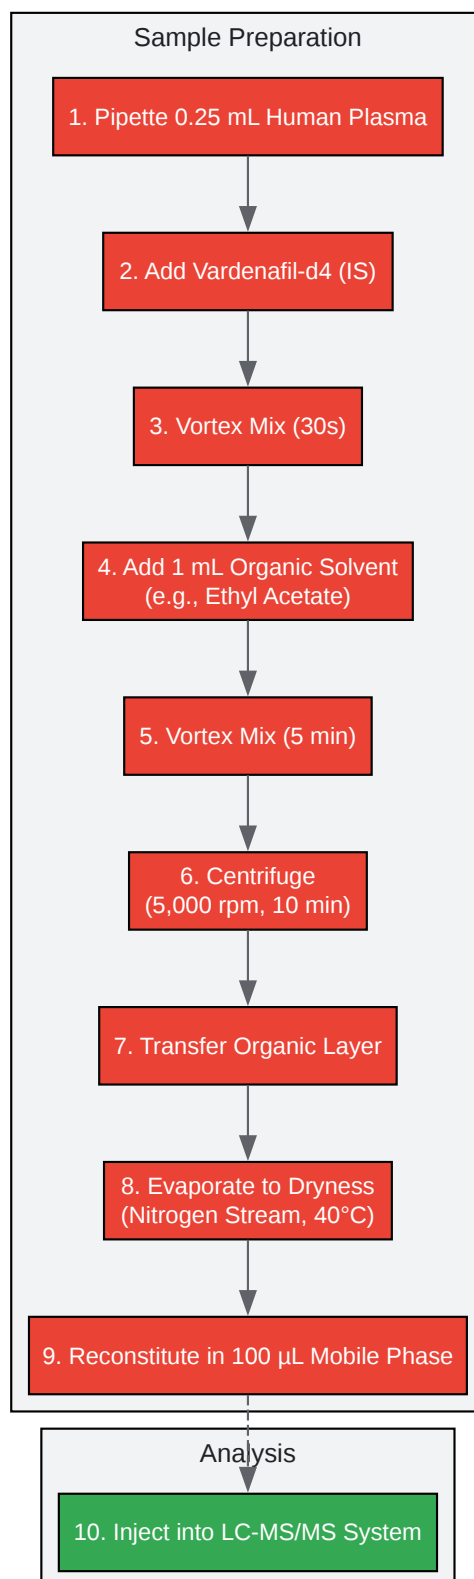 Sample Preparation
1. Pipette 0.25 mL Human Plasma
2. Add Vardenafil-d4 (IS)
3. Vortex Mix (30s)
4. Add 1 mL Organic Solvent
(e.g., Ethyl Acetate)
5. Vortex Mix (5 min)
6. Centrifuge
(5,000 rpm, 10 min)
7. Transfer Organic Layer
8. Evaporate to Dryness
(Nitrogen Stream, 40°C)
9. Reconstitute in 100 µL Mobile Phase
Analysis
10. Inject into LC-MS/MS System